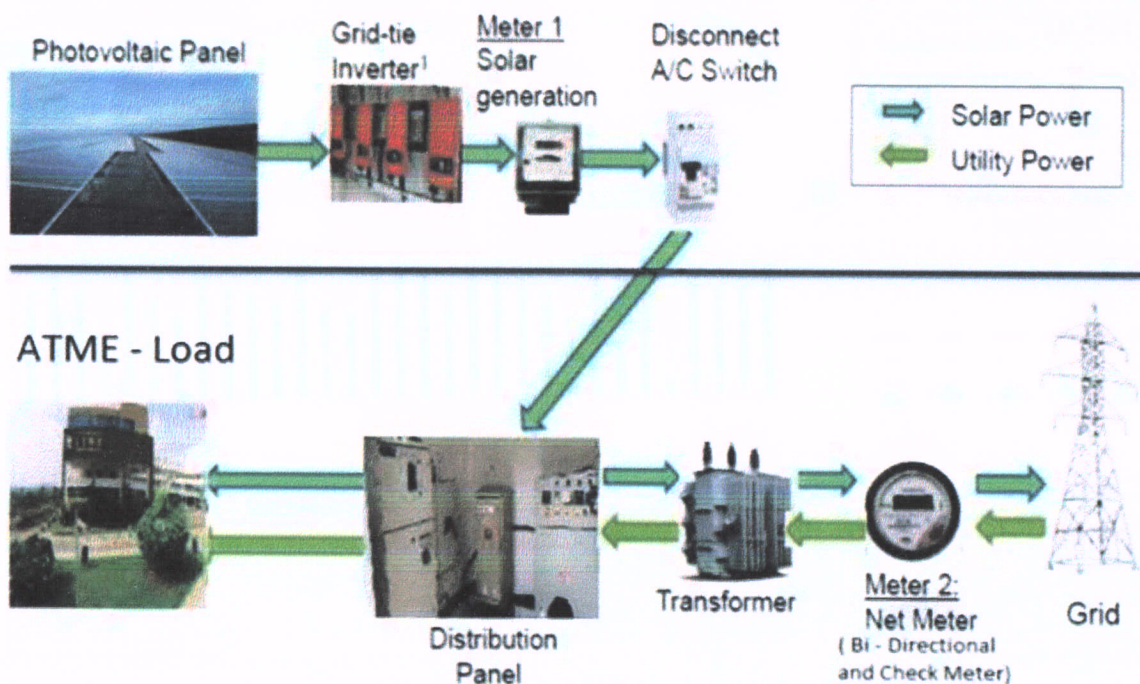 Photovoltaic Panel
Grid-tie
Inverter1
Meter 1
Solar
generation
Disconnect
A/C Switch
Solar Power
Utility Power
ATME - Load
Distribution
Panel
Transformer
Meter 2:
Net Meter
( Bi - Directional
and Check Meter)
Grid